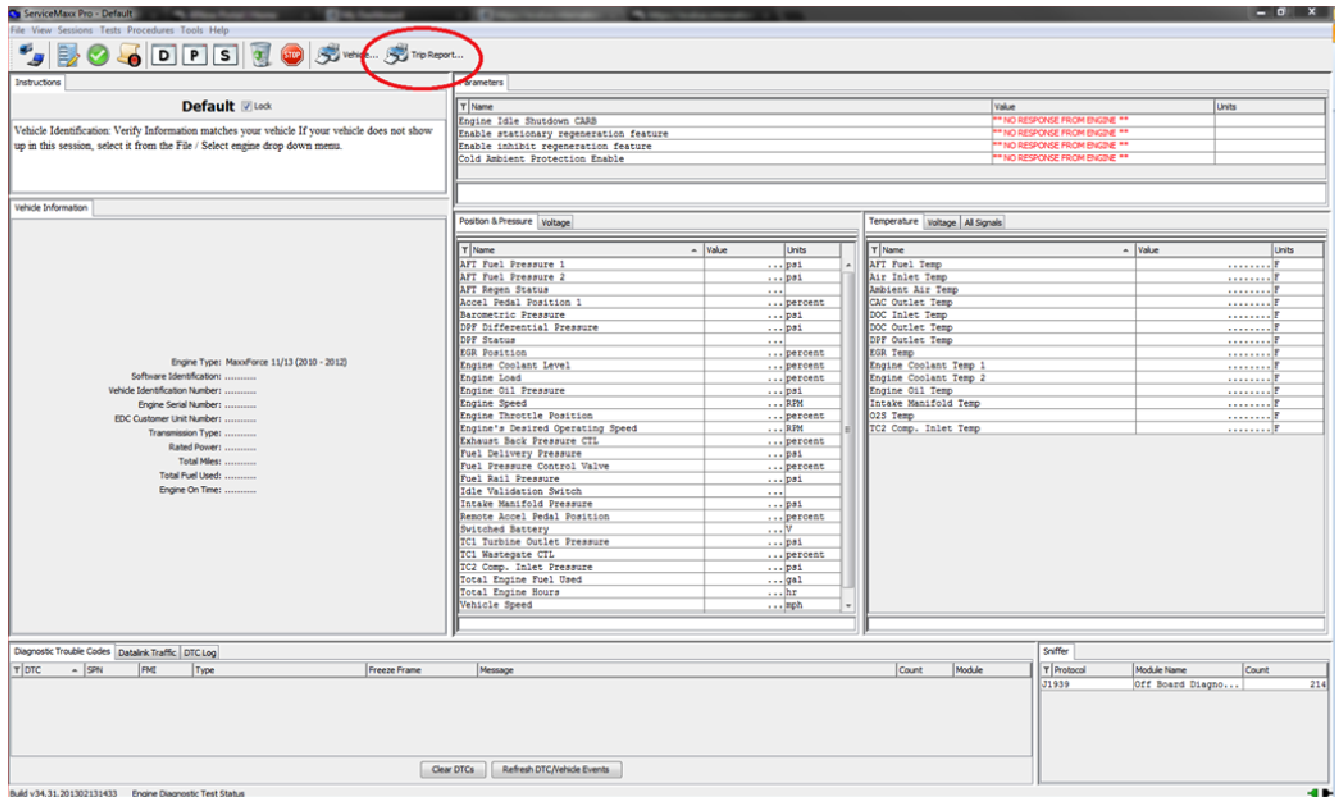 ServiceMaxx Pro - Default
File View Sessions Tests Procedures Tools Help
D P S STOP Vehicle... Trip Report...
Instructions
Default Lock
Vehicle Identification: Verify Information matches your vehicle If your vehicle does not show
up in this session, select it from the File / Select engine drop down menu.
Vehicle Information
Engine Type: MaxxForce 11/13 (2010 - 2012)
Software Identification: ............
Vehicle Identification Number: ............
Engine Serial Number: ............
EDC Customer Unit Number: ............
Transmission Type: ............
Rated Power: ............
Total Miles: ............
Total Fuel Used: ............
Engine On Time: ............
Parameters
Name Value Units
Engine Idle Shutdown CARB ** NO RESPONSE FROM ENGINE **
Enable stationary regeneration feature ** NO RESPONSE FROM ENGINE **
Enable inhibit regeneration feature ** NO RESPONSE FROM ENGINE **
Cold Ambient Protection Enable ** NO RESPONSE FROM ENGINE **
Position & Pressure Voltage
Name Value Units
AFT Fuel Pressure 1 ... psi
AFT Fuel Pressure 2 ... psi
AFT Regen Status ...
Accel Pedal Position 1 ... percent
Barometric Pressure ... psi
DPF Differential Pressure ... psi
DPF Status ...
EGR Position ... percent
Engine Coolant Level ... percent
Engine Load ... percent
Engine Oil Pressure ... psi
Engine Speed ... RPM
Engine Throttle Position ... percent
Engine's Desired Operating Speed ... RPM
Exhaust Back Pressure CTL ... percent
Fuel Delivery Pressure ... psi
Fuel Pressure Control Valve ... percent
Fuel Rail Pressure ... psi
Idle Validation Switch ...
Intake Manifold Pressure ... psi
Remote Accel Pedal Position ... percent
Switched Battery ... V
TC1 Turbine Outlet Pressure ... psi
TC1 Wastegate CTL ... percent
TC2 Comp. Inlet Pressure ... psi
Total Engine Fuel Used ... gal
Total Engine Hours ... hr
Vehicle Speed ... mph
Temperature Voltage All Signals
Name Value Units
AFT Fuel Temp ........ F
Air Inlet Temp ........ F
Ambient Air Temp ........ F
CAC Outlet Temp ........ F
DOC Inlet Temp ........ F
DOC Outlet Temp ........ F
DPF Outlet Temp ........ F
EGR Temp ........ F
Engine Coolant Temp 1 ........ F
Engine Coolant Temp 2 ........ F
Engine Oil Temp ........ F
Intake Manifold Temp ........ F
O2S Temp ........ F
TC2 Comp. Inlet Temp ........ F
Diagnostic Trouble Codes Datalink Traffic DTC Log
DTC SPN FMI Type Freeze Frame Message Count Module
Clear DTCs Refresh DTC/Vehicle Events
Sniffer
Protocol Module Name Count
J1939 Off Board Diagno... 214
Build v34.31.201302131433 Engine Diagnostic Test Status